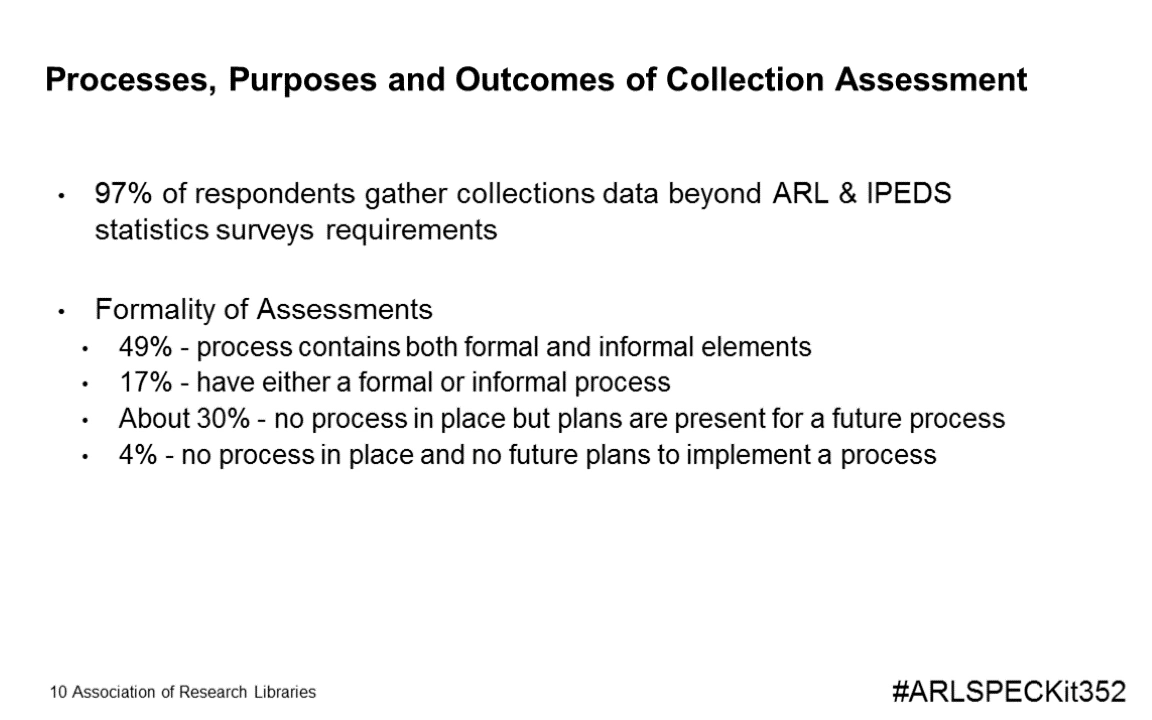 Processes, Purposes and Outcomes of Collection Assessment
• 97% of respondents gather collections data beyond ARL & IPEDS
statistics surveys requirements
• Formality of Assessments
• 49% - process contains both formal and informal elements
• 17% - have either a formal or informal process
• About 30% - no process in place but plans are present for a future process
• 4% - no process in place and no future plans to implement a process
10 Association of Research Libraries
#ARLSPECKit352